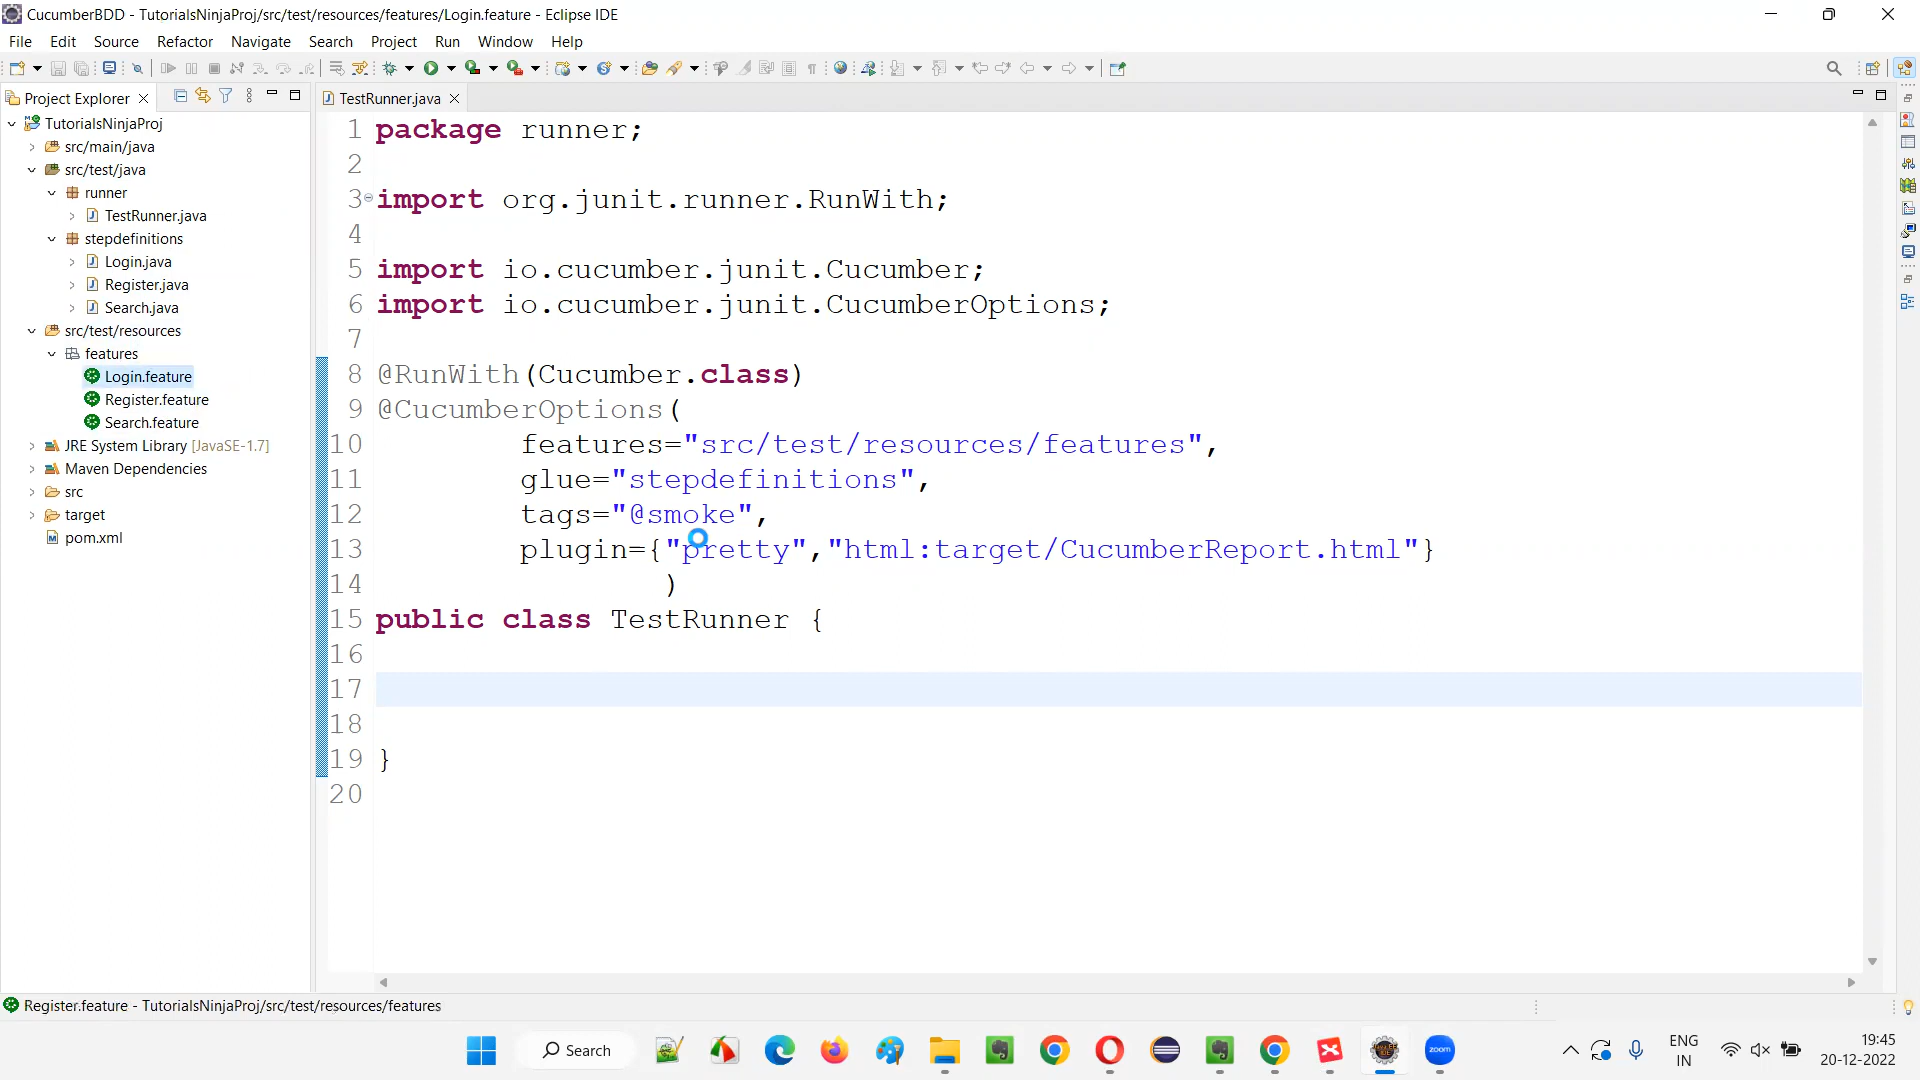 CucumberBDD - TutorialsNinjaProj/src/test/resources/features/Login.feature - Eclipse IDE
File Edit Source Refactor Navigate Search Project Run Window Help
Project Explorer
TutorialsNinjaProj
src/main/java
src/test/java
runner
TestRunner.java
stepdefinitions
Login.java
Register.java
Search.java
src/test/resources
features
Login.feature
Register.feature
Search.feature
JRE System Library [JavaSE-1.7]
Maven Dependencies
src
target
pom.xml
TestRunner.java
1 package runner;
2
3 import org.junit.runner.RunWith;
4
5 import io.cucumber.junit.Cucumber;
6 import io.cucumber.junit.CucumberOptions;
7
8 @RunWith(Cucumber.class)
9 @CucumberOptions(
10 features="src/test/resources/features",
11 glue="stepdefinitions",
12 tags="@smoke",
13 plugin={"pretty","html:target/CucumberReport.html"}
14 )
15 public class TestRunner {
16
17
18
19 }
20
Register.feature - TutorialsNinjaProj/src/test/resources/features
Search
zoom
ENG
IN
19:45
20-12-2022